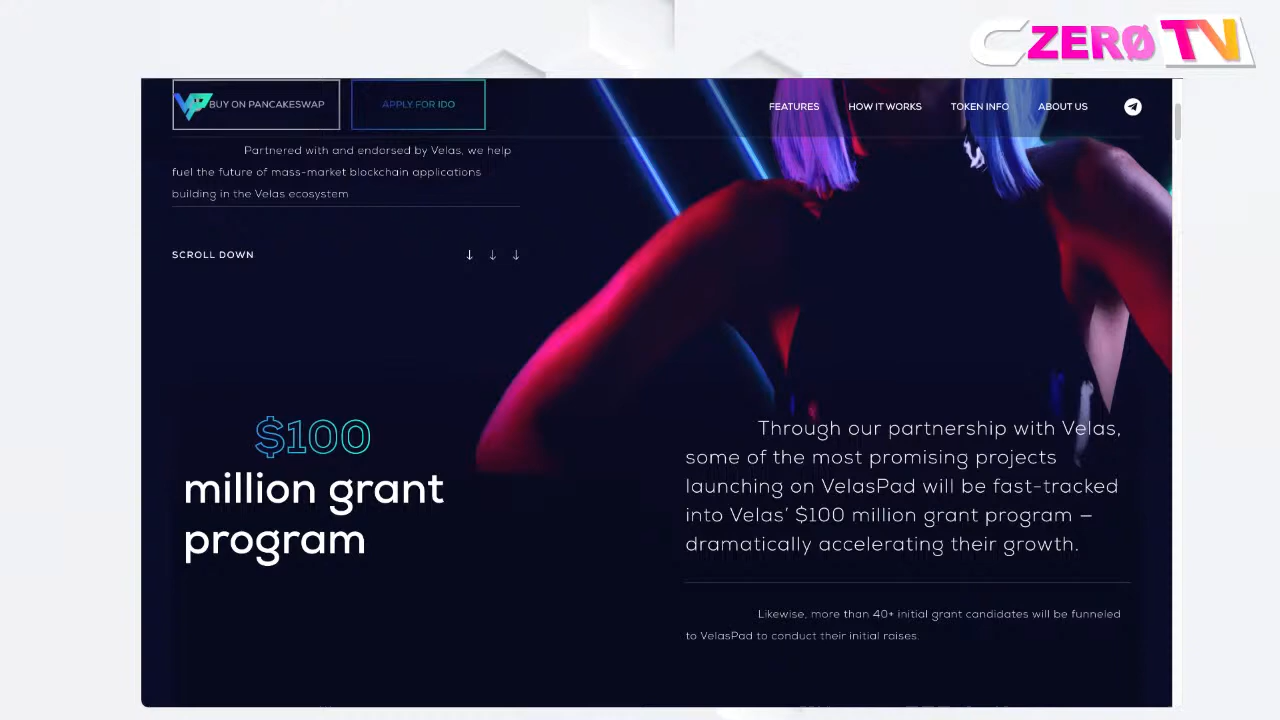 CZERØ TV
BUY ON PANCAKESWAP
APPLY FOR IDO
FEATURES
HOW IT WORKS
TOKEN INFO
ABOUT US
Partnered with and endorsed by Velas, we help
fuel the future of mass-market blockchain applications
building in the Velas ecosystem
SCROLL DOWN
$100
million grant
program
Through our partnership with Velas,
some of the most promising projects
launching on VelasPad will be fast-tracked
into Velas’ $100 million grant program –
dramatically accelerating their growth.
Likewise, more than 40+ initial grant candidates will be funneled
to VelasPad to conduct their initial raises.